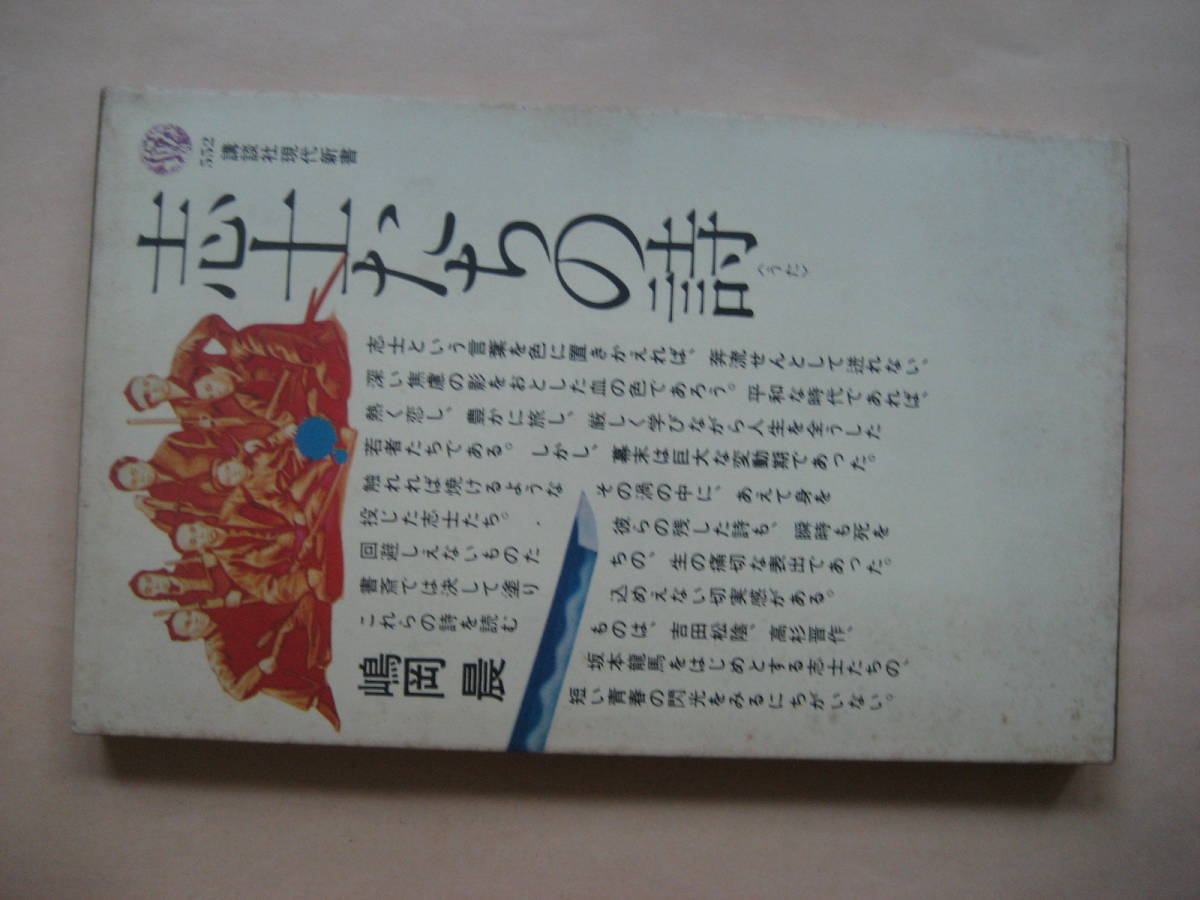 552
講談社現代新書
志士たちの詩
〈うた〉
志士という言葉を色に置きかえれば、奔流せんとして溢れない、
深い焦慮の影をおとした血の色であろう。平和な時代であれば、
熱く恋し、豊かに旅し、厳しく学びながら人生を全うした
若者たちである。しかし、幕末は巨大な変動期であった。
触れれば焼けるような その渦の中に、あえて身を
投じた志士たち。 彼らの残した詩も、瞬時も死を
回避しえないものた ちの、生の痛切な表出であった。
書斎では決して塗り 込めえない切実感がある。
これらの詩を読む ものは、吉田松陰、高杉晋作、
坂本龍馬をはじめとする志士たちの、
短い青春の閃光をみるにちがいない。
嶋岡 晨